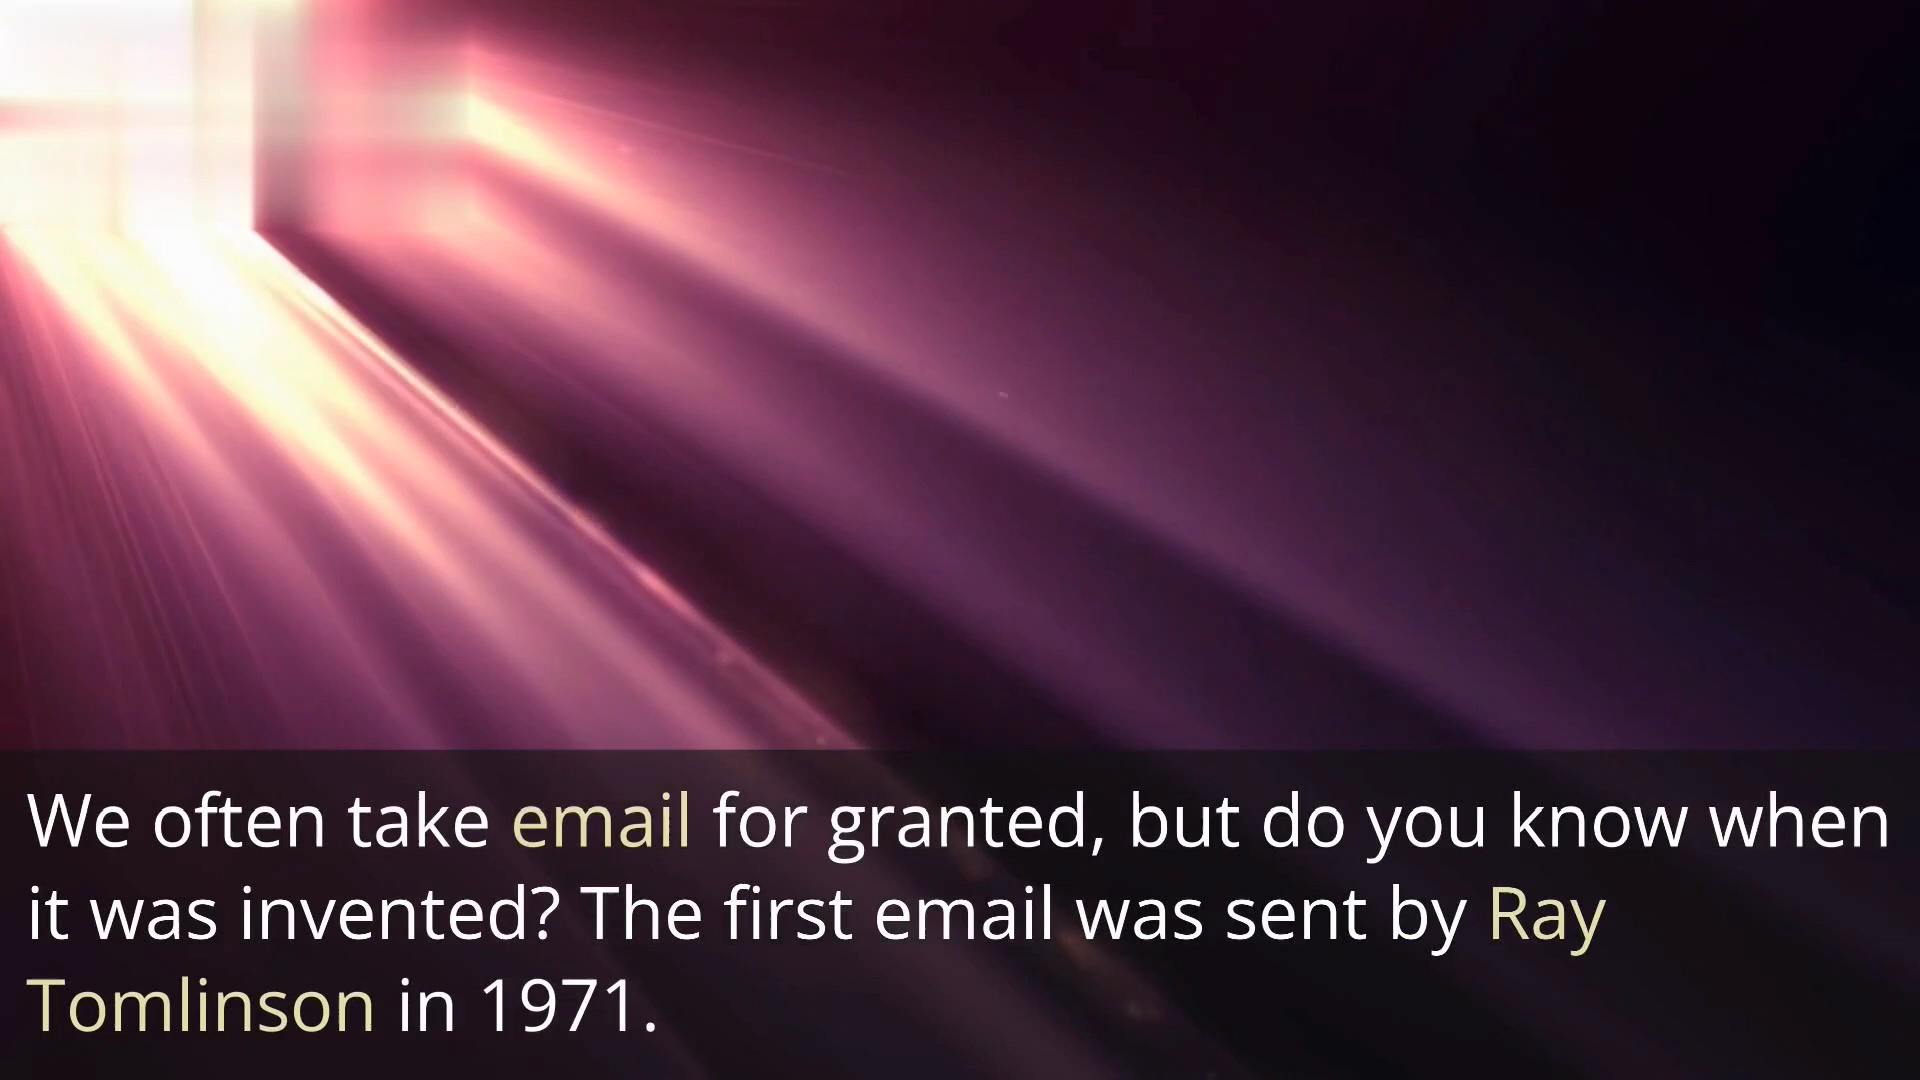 We often take email for granted, but do you know when
it was invented? The first email was sent by Ray
Tomlinson in 1971.